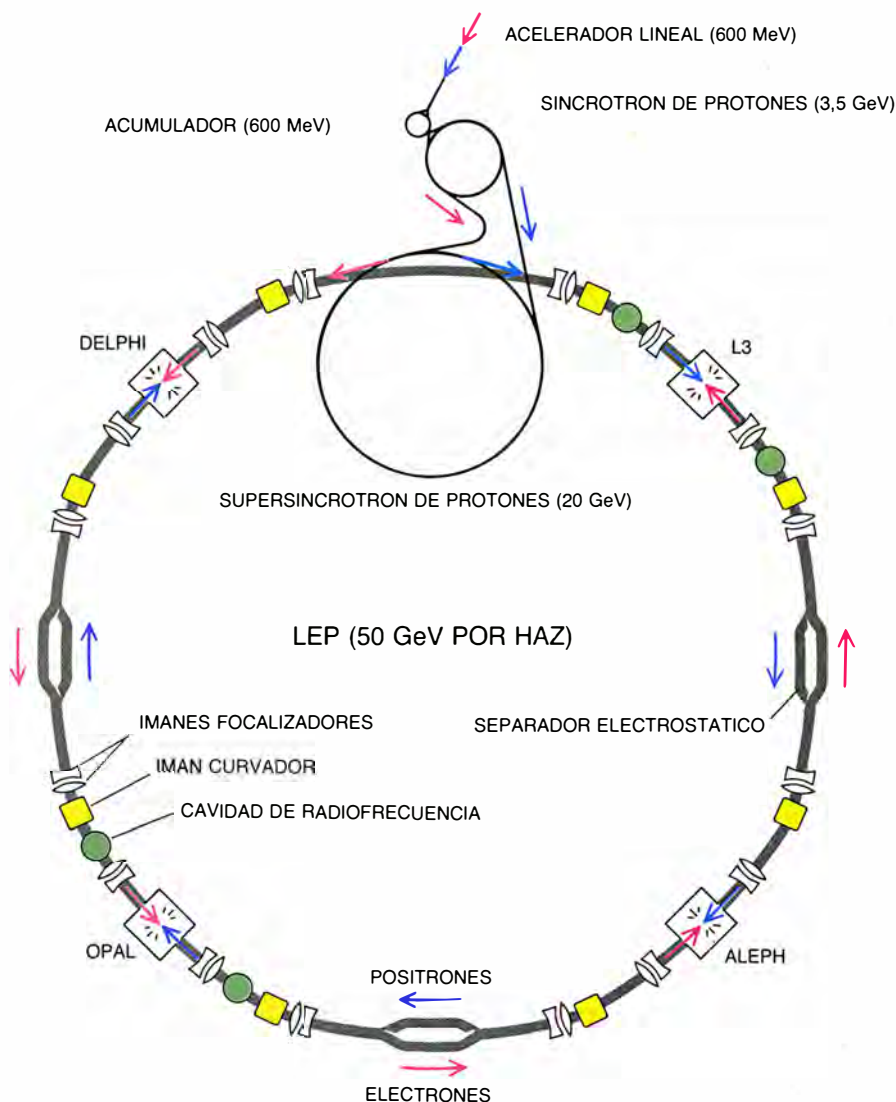 ACELERADOR LINEAL (600 MeV)
SINCROTRON DE PROTONES (3,5 GeV)
ACUMULADOR (600 MeV)
DELPHI
L3
SUPERSINCROTRON DE PROTONES (20 GeV)
LEP (50 GeV POR HAZ)
IMANES FOCALIZADORES
SEPARADOR ELECTROSTATICO
IMAN CURVADOR
CAVIDAD DE RADIOFRECUENCIA
OPAL
ALEPH
POSITRONES
ELECTRONES